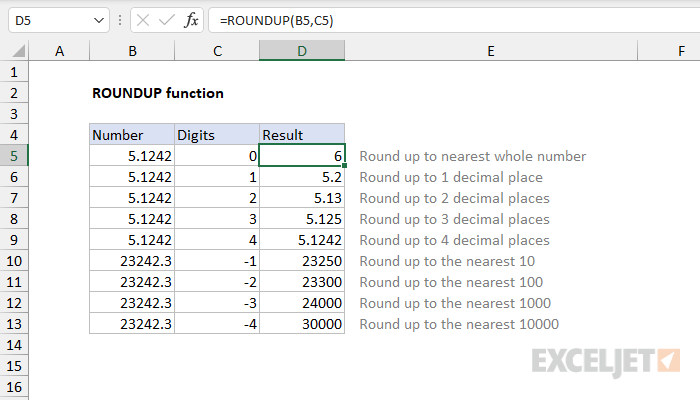 D5 fx =ROUNDUP(B5,C5)
A B C D E F
1
2 ROUNDUP function
3
4 Number Digits Result
5 5.1242 0 6 Round up to nearest whole number
6 5.1242 1 5.2 Round up to 1 decimal place
7 5.1242 2 5.13 Round up to 2 decimal places
8 5.1242 3 5.125 Round up to 3 decimal places
9 5.1242 4 5.1242 Round up to 4 decimal places
10 23242.3 -1 23250 Round up to the nearest 10
11 23242.3 -2 23300 Round up to the nearest 100
12 23242.3 -3 24000 Round up to the nearest 1000
13 23242.3 -4 30000 Round up to the nearest 10000
14
15
16
EXCELJET